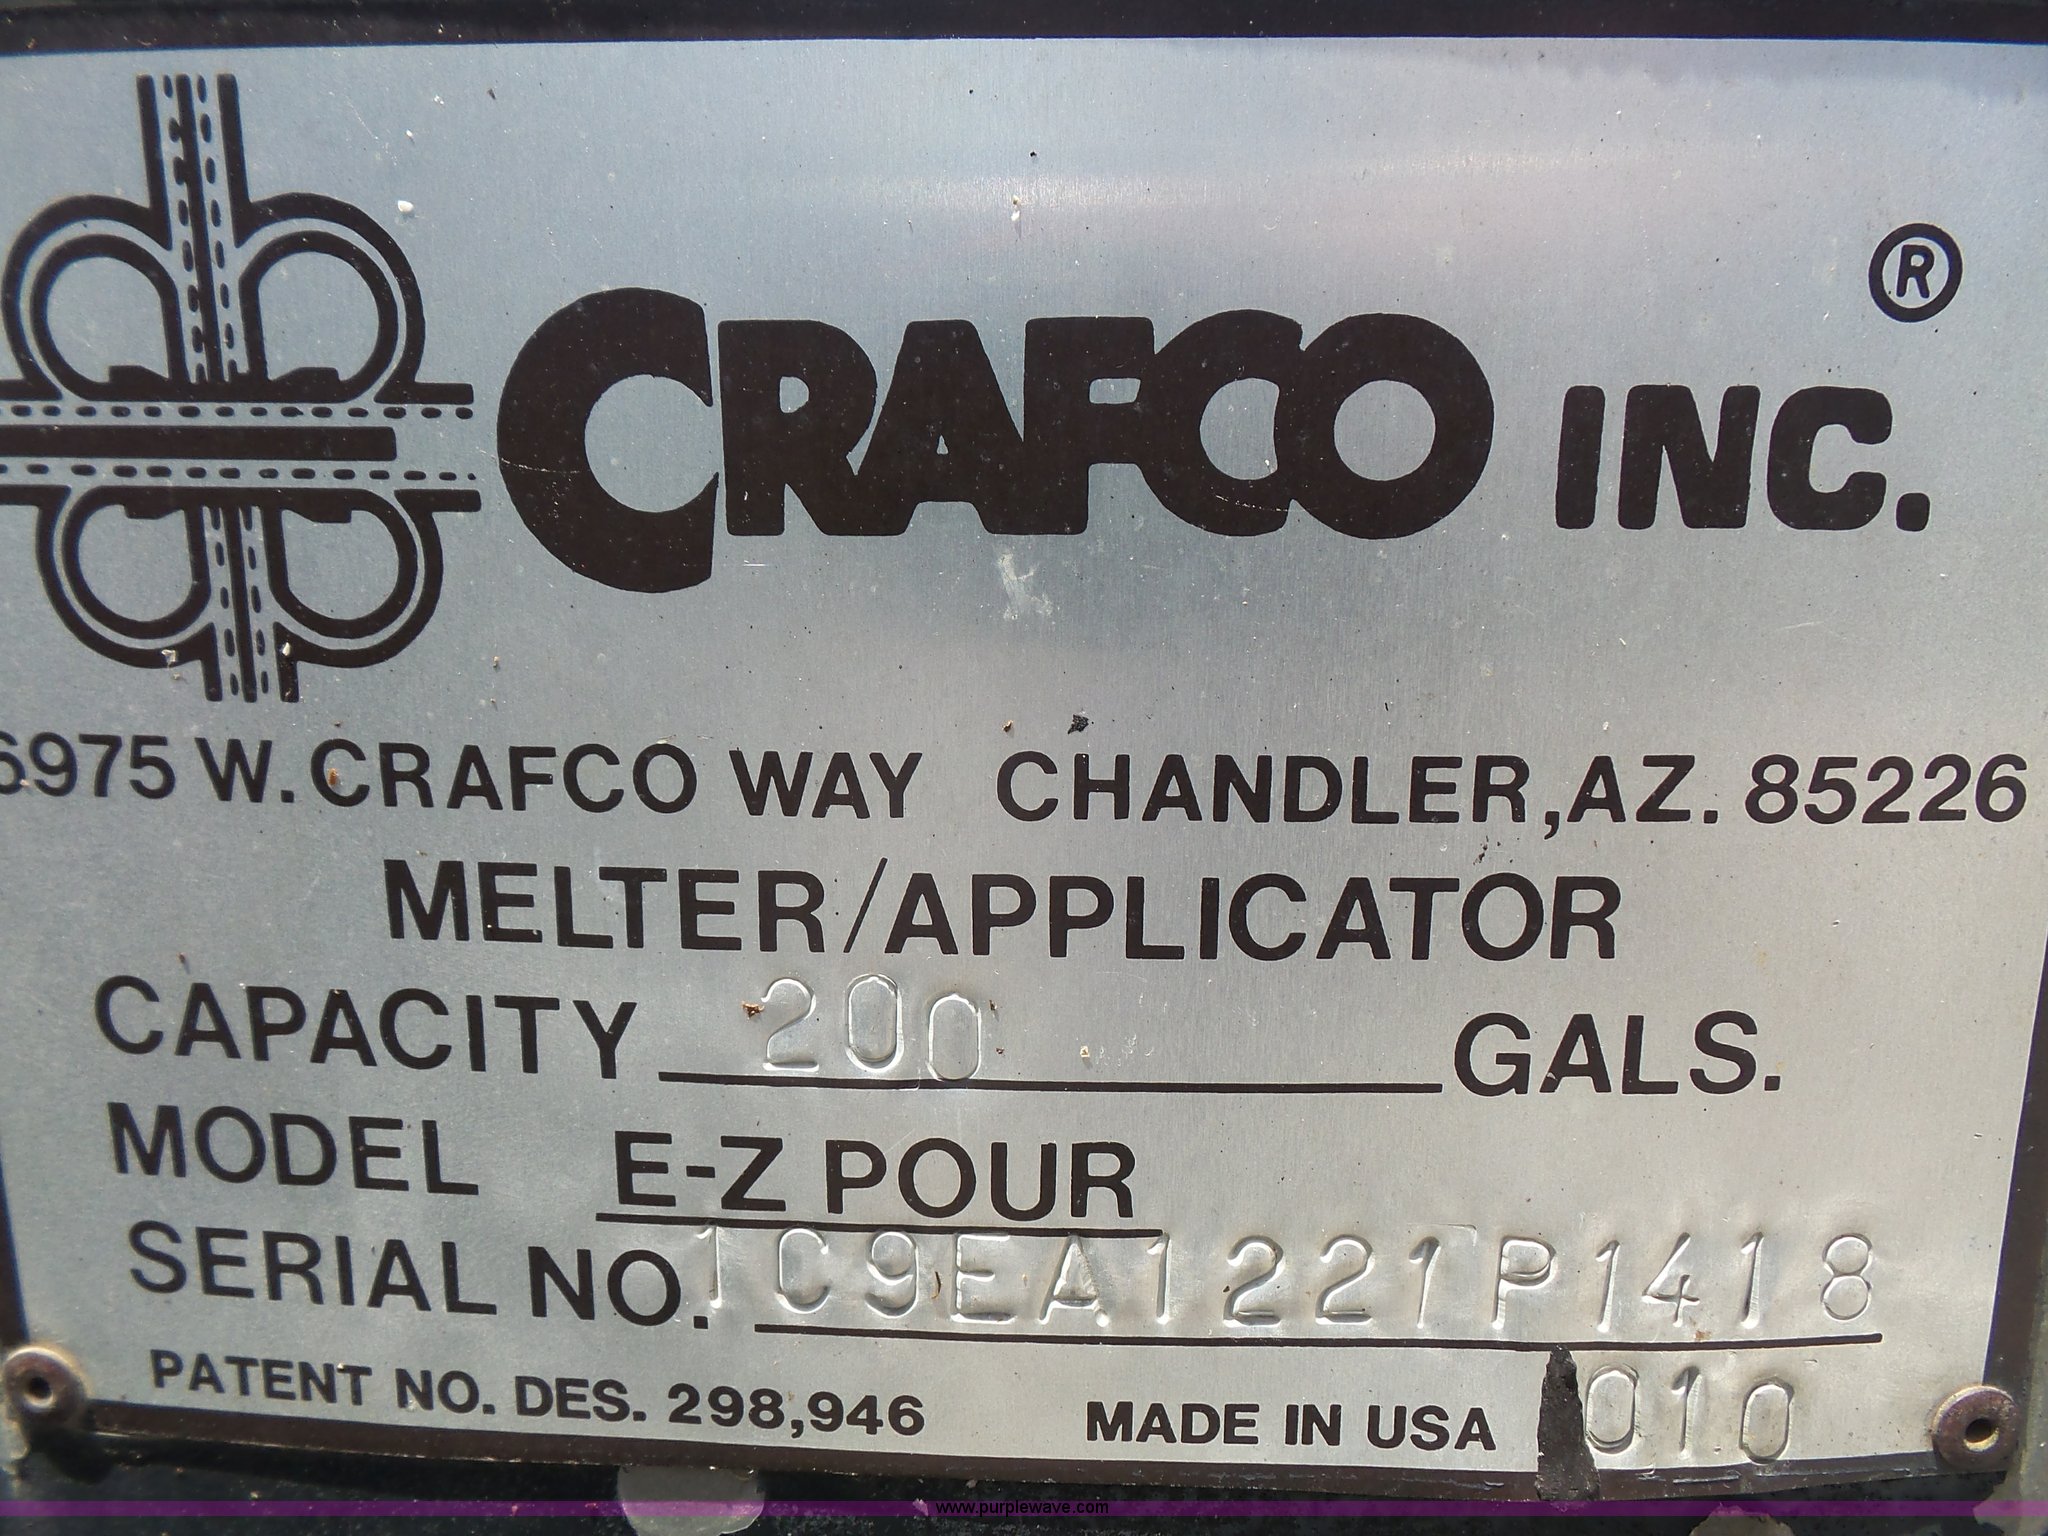 ®
CRAFCO INC.
6975 W. CRAFCO WAY CHANDLER, AZ. 85226
MELTER/APPLICATOR
CAPACITY 200 GALS.
MODEL E-Z POUR
SERIAL NO. 1C9EA1221P1418
010
PATENT NO. DES. 298,946 MADE IN USA
www.purplewave.com